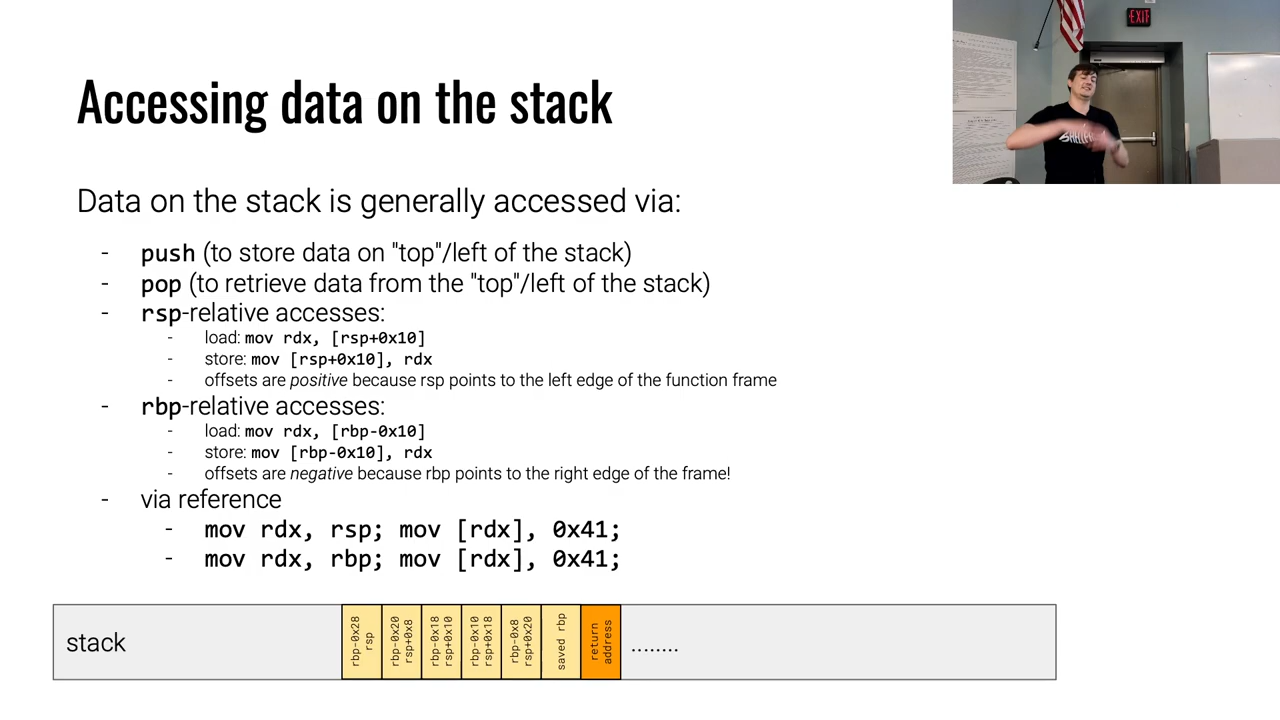 EXIT
Accessing data on the stack
Data on the stack is generally accessed via:
- push (to store data on "top"/left of the stack)
- pop (to retrieve data from the "top"/left of the stack)
- rsp-relative accesses:
- load: mov rdx, [rsp+0x10]
- store: mov [rsp+0x10], rdx
- offsets are positive because rsp points to the left edge of the function frame
- rbp-relative accesses:
- load: mov rdx, [rbp-0x10]
- store: mov [rbp-0x10], rdx
- offsets are negative because rbp points to the right edge of the frame!
- via reference
- mov rdx, rsp; mov [rdx], 0x41;
- mov rdx, rbp; mov [rdx], 0x41;
stack
rbp-0x28
rsp
rbp-0x20
rsp+0x8
rbp-0x18
rsp+0x10
rbp-0x10
rsp+0x18
rbp-0x8
rsp+0x20
saved rbp
return
address
........